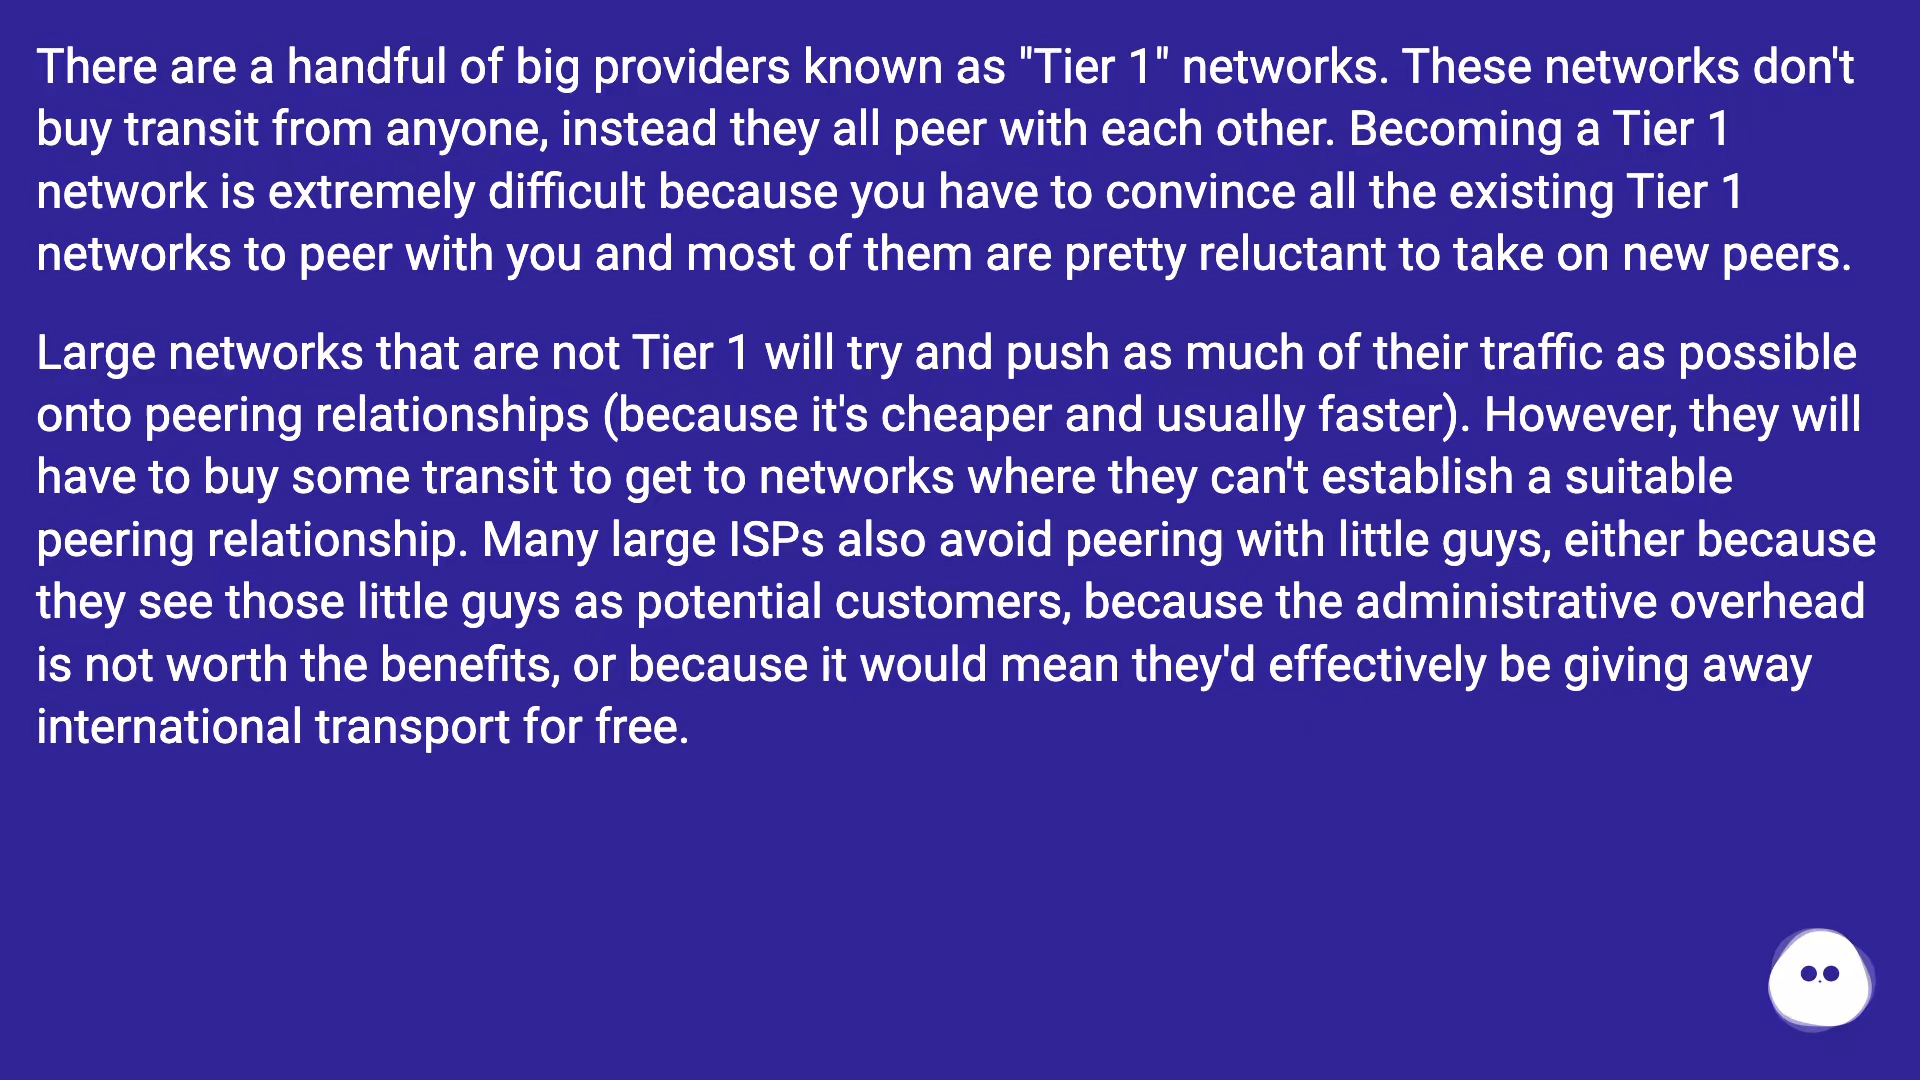 There are a handful of big providers known as "Tier 1" networks. These networks don't
buy transit from anyone, instead they all peer with each other. Becoming a Tier 1
network is extremely difficult because you have to convince all the existing Tier 1
networks to peer with you and most of them are pretty reluctant to take on new peers.
Large networks that are not Tier 1 will try and push as much of their traffic as possible
onto peering relationships (because it's cheaper and usually faster). However, they will
have to buy some transit to get to networks where they can't establish a suitable
peering relationship. Many large ISPs also avoid peering with little guys, either because
they see those little guys as potential customers, because the administrative overhead
is not worth the benefits, or because it would mean they'd effectively be giving away
international transport for free.